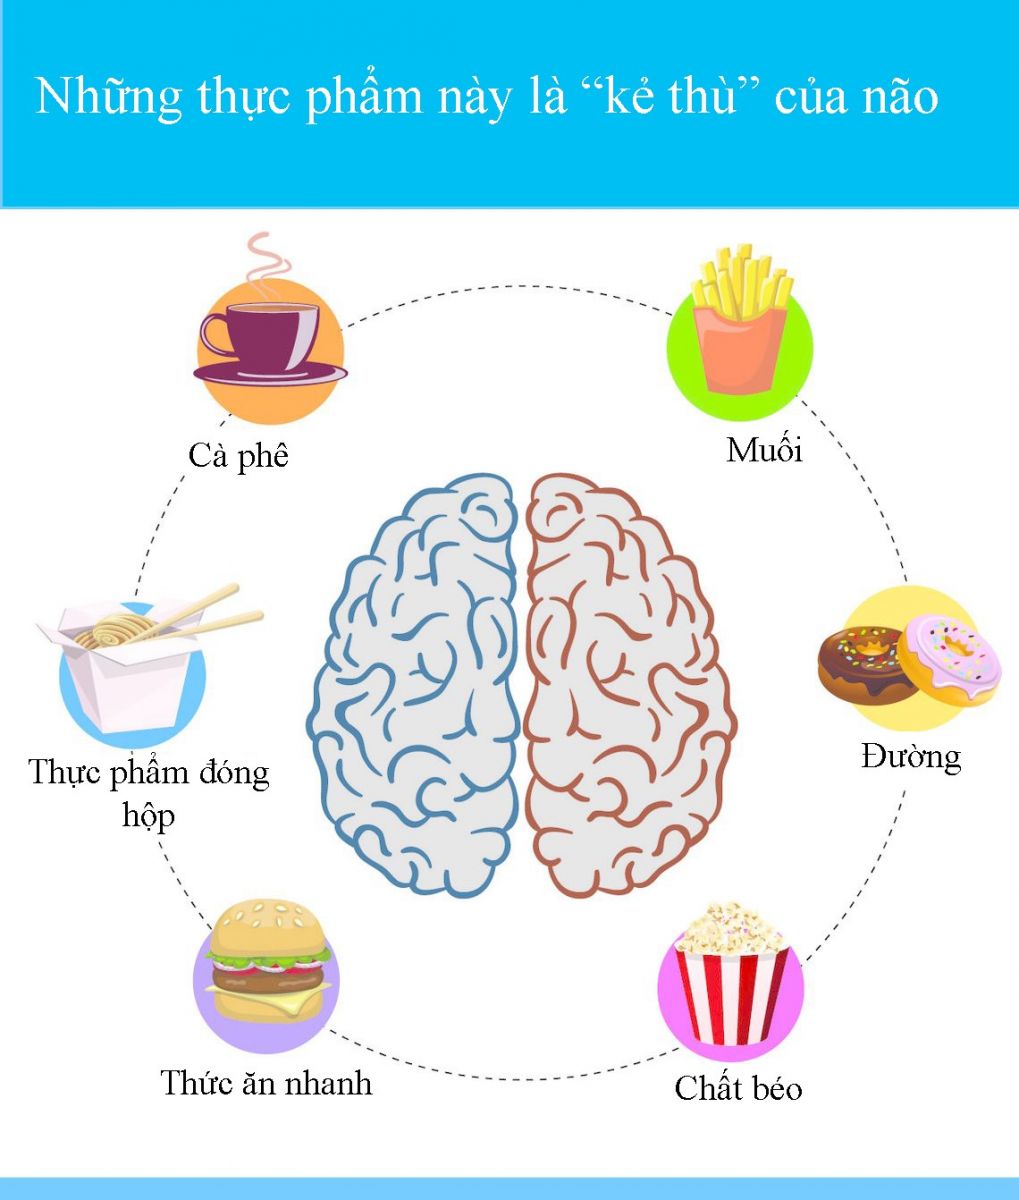 Những thực phẩm này là “kẻ thù” của não
Cà phê
Muối
Thực phẩm đóng
hộp
Đường
Thức ăn nhanh
Chất béo